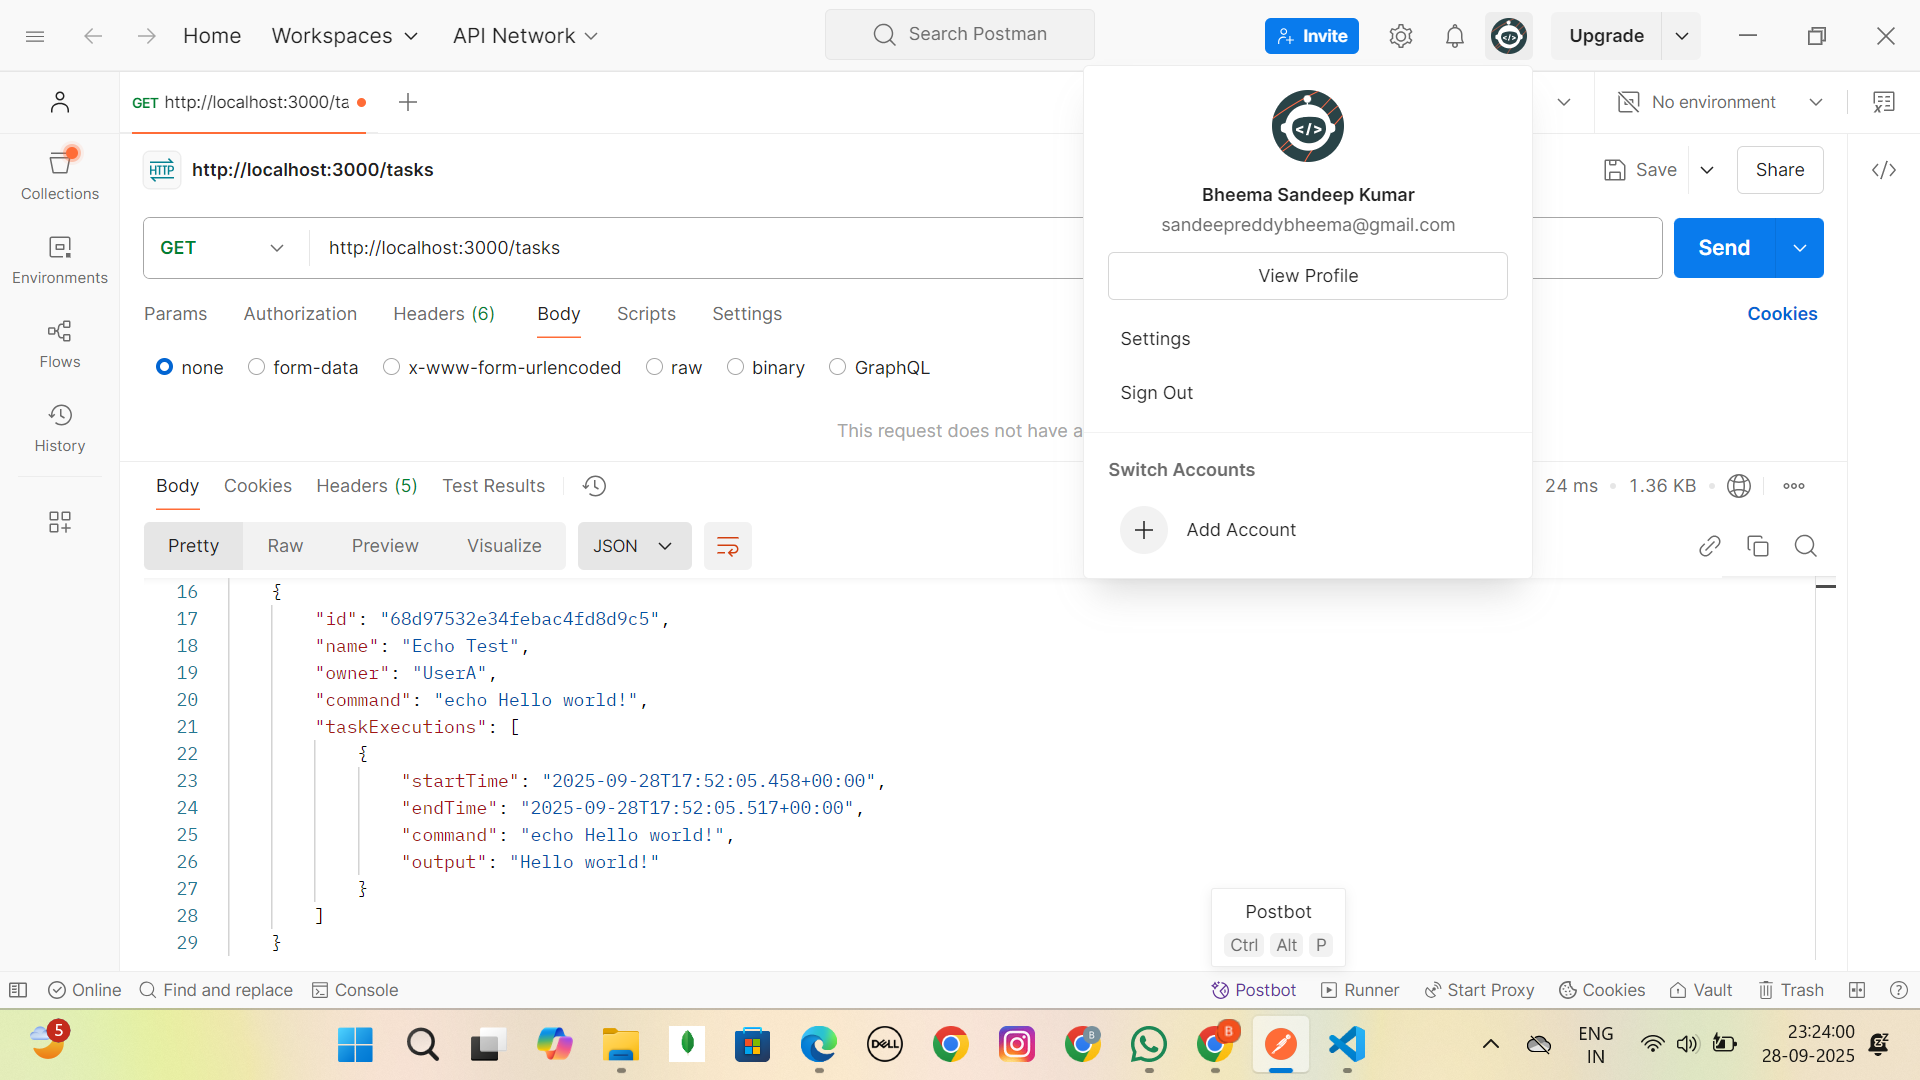 Home
Workspaces
API Network
Search Postman
Invite
Upgrade
GET http://localhost:3000/ta
No environment
HTTP http://localhost:3000/tasks
Save
Share
GET
http://localhost:3000/tasks
Send
Params
Authorization
Headers (6)
Body
Scripts
Settings
Cookies
none
form-data
x-www-form-urlencoded
raw
binary
GraphQL
This request does not have a
Collections
Environments
Flows
History
</>
Bheema Sandeep Kumar
sandeepreddybheema@gmail.com
View Profile
Settings
Sign Out
Switch Accounts
Add Account
Body
Cookies
Headers (5)
Test Results
24 ms
1.36 KB
Pretty
Raw
Preview
Visualize
JSON
16 {
17 "id": "68d97532e34febac4fd8d9c5",
18 "name": "Echo Test",
19 "owner": "UserA",
20 "command": "echo Hello world!",
21 "taskExecutions": [
22 {
23 "startTime": "2025-09-28T17:52:05.458+00:00",
24 "endTime": "2025-09-28T17:52:05.517+00:00",
25 "command": "echo Hello world!",
26 "output": "Hello world!"
27 }
28 ]
29 }
Postbot
Ctrl Alt P
Online
Find and replace
Console
Postbot
Runner
Start Proxy
Cookies
Vault
Trash
5
DELL
B
B
ENG
IN
23:24:00
28-09-2025